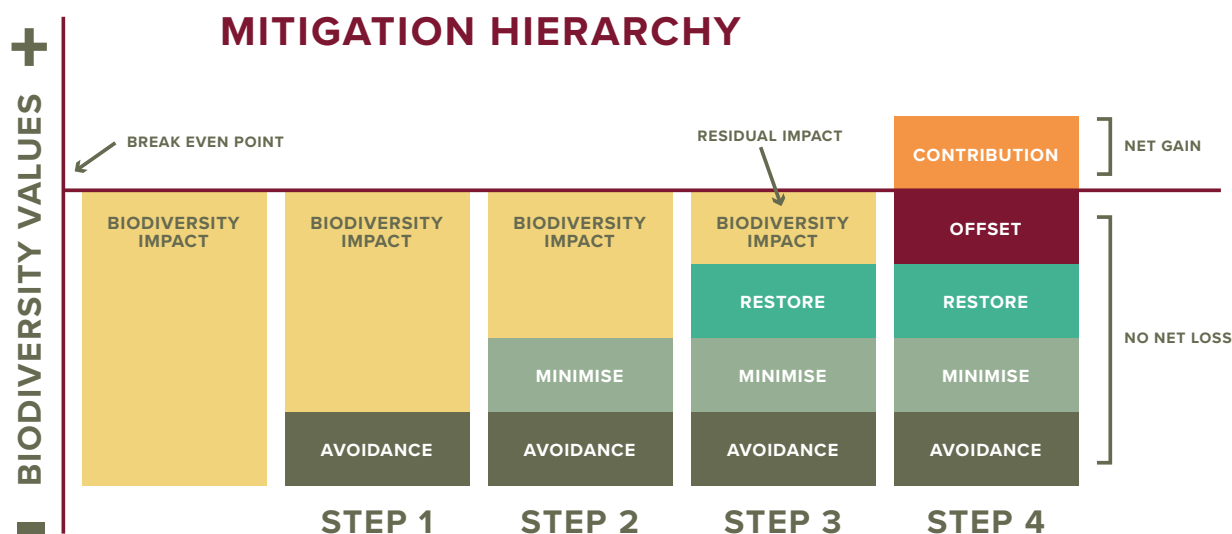 MITIGATION HIERARCHY
+
BIODIVERSITY VALUES
-
BREAK EVEN POINT
RESIDUAL IMPACT
CONTRIBUTION
NET GAIN
BIODIVERSITY
IMPACT
BIODIVERSITY
IMPACT
BIODIVERSITY
IMPACT
BIODIVERSITY
IMPACT
OFFSET
RESTORE
RESTORE
NO NET LOSS
MINIMISE
MINIMISE
MINIMISE
AVOIDANCE
AVOIDANCE
AVOIDANCE
AVOIDANCE
STEP 1
STEP 2
STEP 3
STEP 4